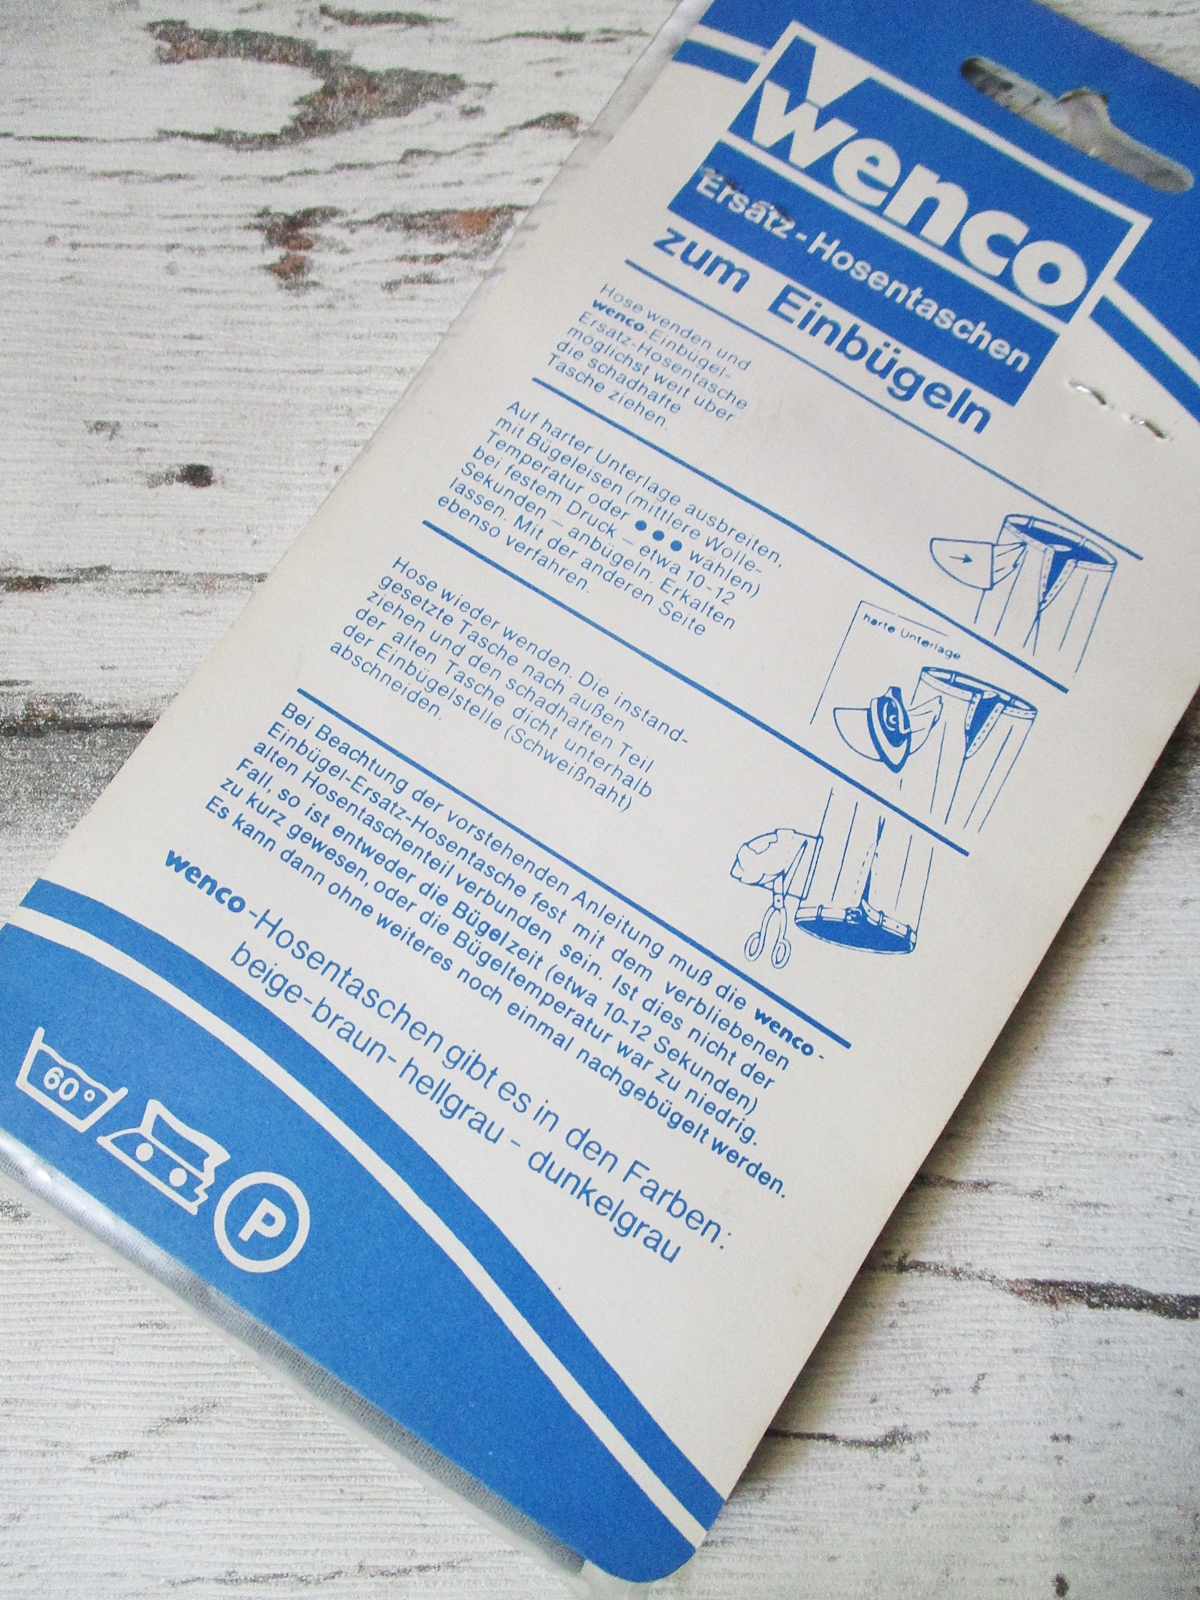 wenco
Ersatz-Hosentaschen
zum Einbügeln
Hose wenden und
wenco-Einbügel-
Ersatz-Hosentasche
möglichst weit über
die schadhafte
Tasche ziehen.
Auf harter Unterlage ausbreiten,
mit Bügeleisen (mittlere Wolle-
Temperatur oder ●●● wählen)
bei festem Druck – etwa 10-12
Sekunden – anbügeln. Erkalten
lassen. Mit der anderen Seite
ebenso verfahren.
harte Unterlage
Hose wieder wenden. Die instand-
gesetzte Tasche nach außen
ziehen und den schadhaften Teil
der alten Tasche dicht unterhalb
der Einbügelstelle (Schweißnaht)
abschneiden.
Bei Beachtung der vorstehenden Anleitung muß die wenco-
Einbügel-Ersatz-Hosentasche fest mit dem verbliebenen
alten Hosentaschenteil verbunden sein. Ist dies nicht der
Fall, so ist entweder die Bügelzeit (etwa 10-12 Sekunden)
zu kurz gewesen, oder die Bügeltemperatur war zu niedrig.
Es kann dann ohne weiteres noch einmal nachgebügelt werden.
wenco-Hosentaschen gibt es in den Farben:
beige-braun-hellgrau-dunkelgrau
60° P